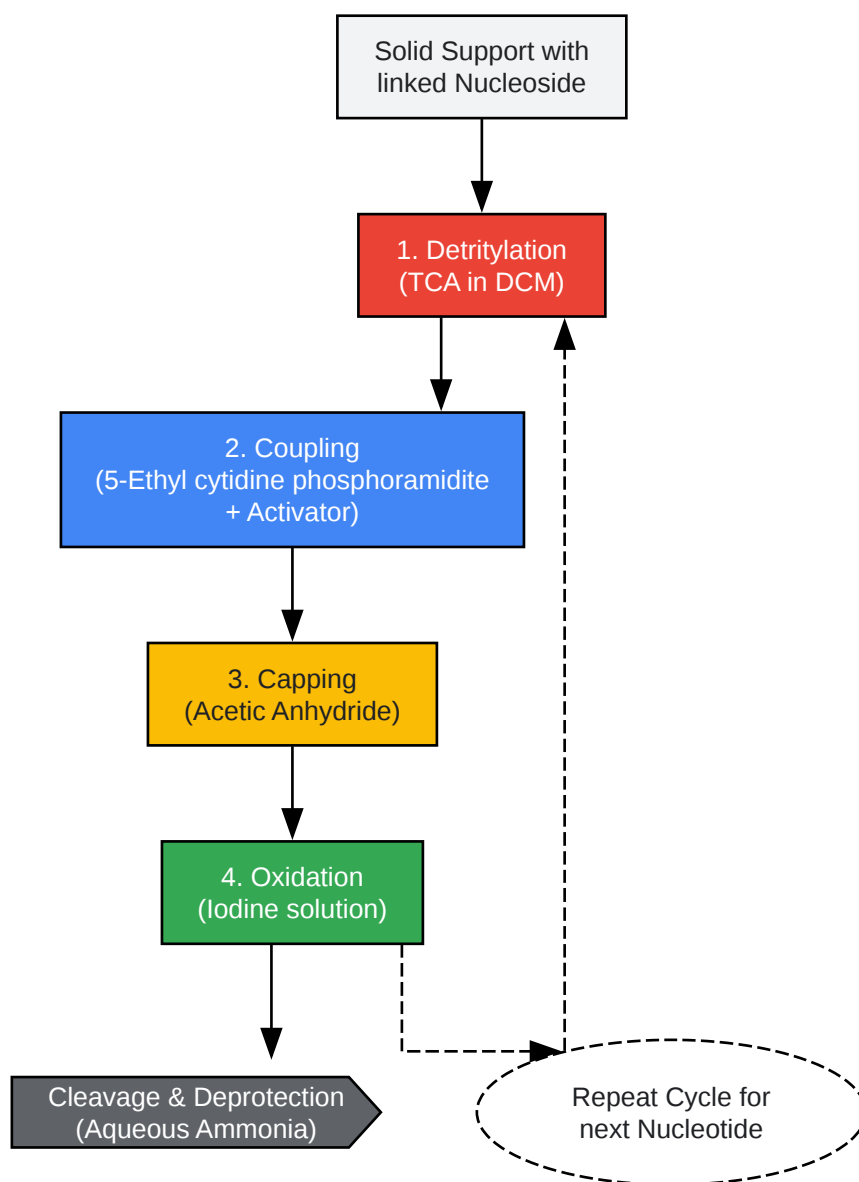 Solid Support with
linked Nucleoside
1. Detritylation
(TCA in DCM)
2. Coupling
(5-Ethyl cytidine phosphoramidite
+ Activator)
3. Capping
(Acetic Anhydride)
4. Oxidation
(Iodine solution)
Cleavage & Deprotection
(Aqueous Ammonia)
Repeat Cycle for
next Nucleotide